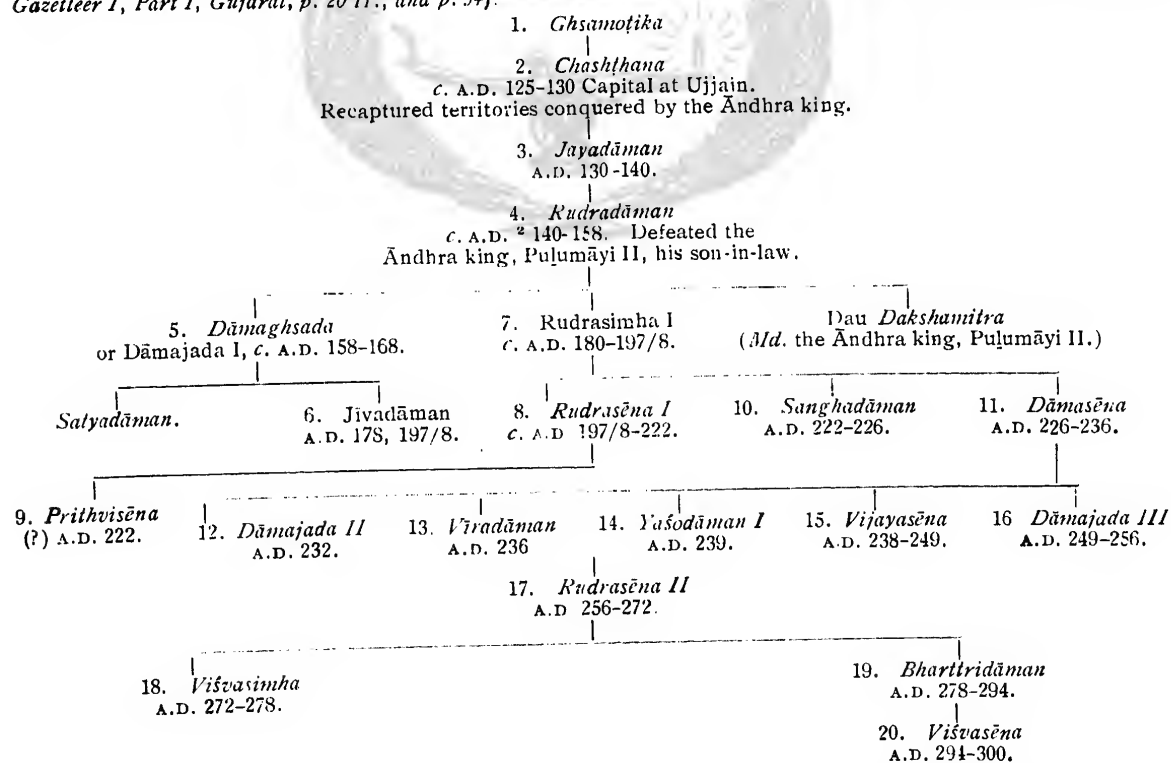 Gazetteer I, Part I, Gujarat, p. 20 ff., and p. 54].
1. Ghsamoṭika
2. Chashṭhana
c. A.D. 125-130 Capital at Ujjain.
Recaptured territories conquered by the Āndhra king.
3. Jayadāman
A.D. 130-140.
4. Rudradāman
c. A.D. ² 140-158. Defeated the
Āndhra king, Puḷumāyi II, his son-in-law.
5. Dāmaghsada
or Dāmajada I, c. A.D. 158-168.
7. Rudrasimha I
c. A.D. 180-197/8.
Dau Dakshamitra
(Md. the Āndhra king, Puḷumāyi II.)
Satyadāman.
6. Jīvadāman
A.D. 178, 197/8.
8. Rudrasēna I
c. A.D 197/8-222.
10. Sanghadāman
A.D. 222-226.
11. Dāmasēna
A.D. 226-236.
9. Prithvisēna
(?) A.D. 222.
12. Dāmajada II
A.D. 232.
13. Vīradāman
A.D. 236
14. Yaśodāman I
A.D. 239.
15. Vijayasēna
A.D. 238-249.
16 Dāmajada III
A.D. 249-256.
17. Rudrasēna II
A.D 256-272.
18. Viśvasimha
A.D. 272-278.
19. Bharttridāman
A.D. 278-294.
20. Viśvasēna
A.D. 294-300.